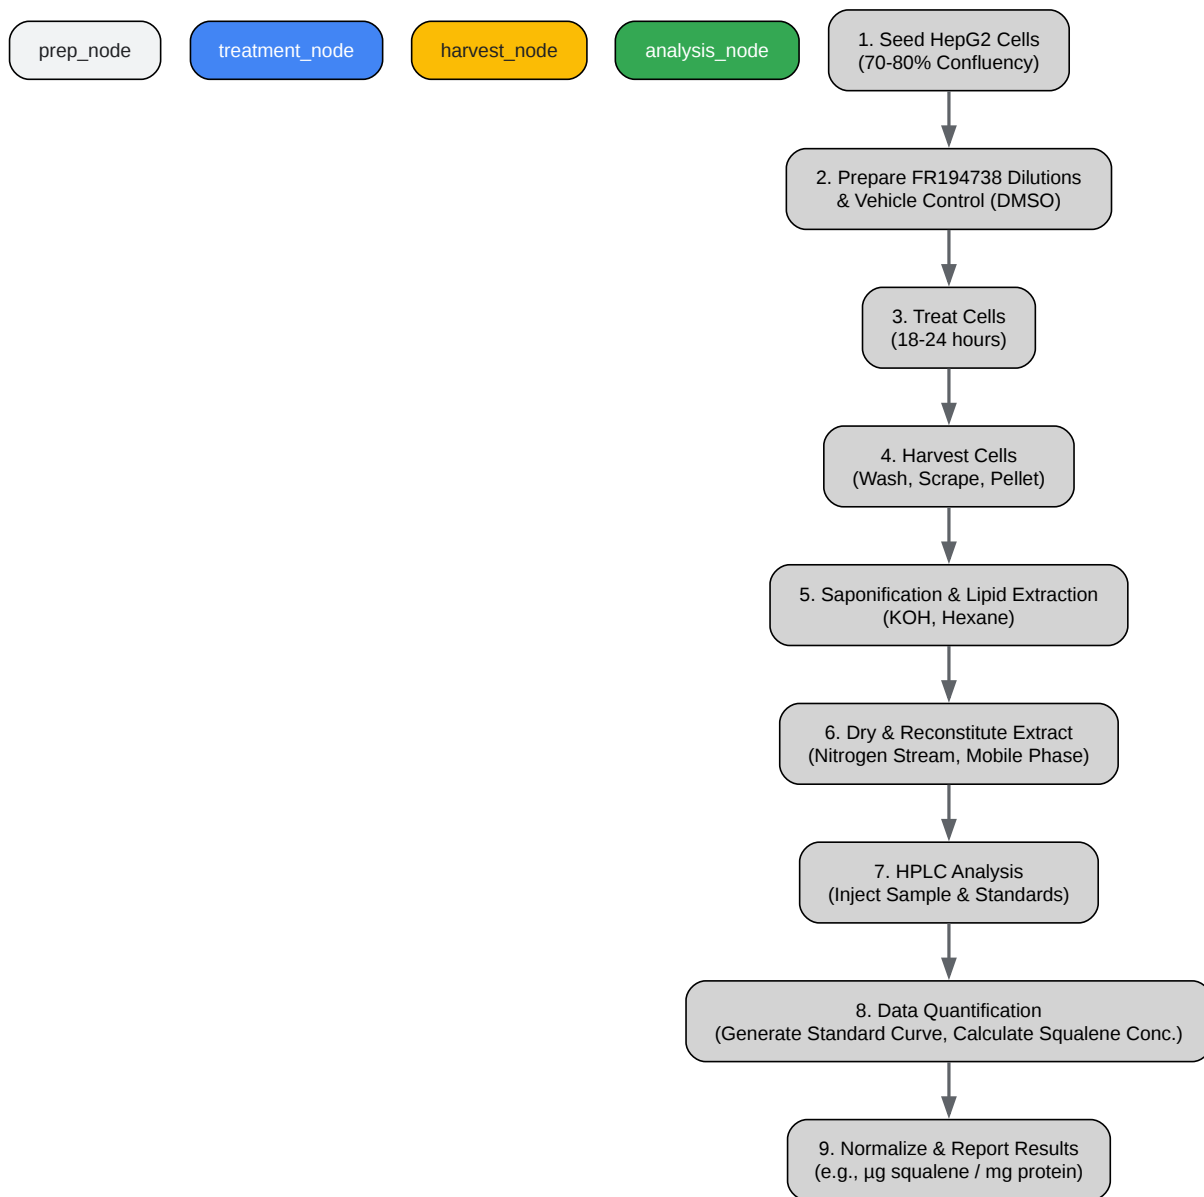 prep_node
treatment_node
harvest_node
analysis_node
1. Seed HepG2 Cells
(70-80% Confluency)
2. Prepare FR194738 Dilutions
& Vehicle Control (DMSO)
3. Treat Cells
(18-24 hours)
4. Harvest Cells
(Wash, Scrape, Pellet)
5. Saponification & Lipid Extraction
(KOH, Hexane)
6. Dry & Reconstitute Extract
(Nitrogen Stream, Mobile Phase)
7. HPLC Analysis
(Inject Sample & Standards)
8. Data Quantification
(Generate Standard Curve, Calculate Squalene Conc.)
9. Normalize & Report Results
(e.g., µg squalene / mg protein)